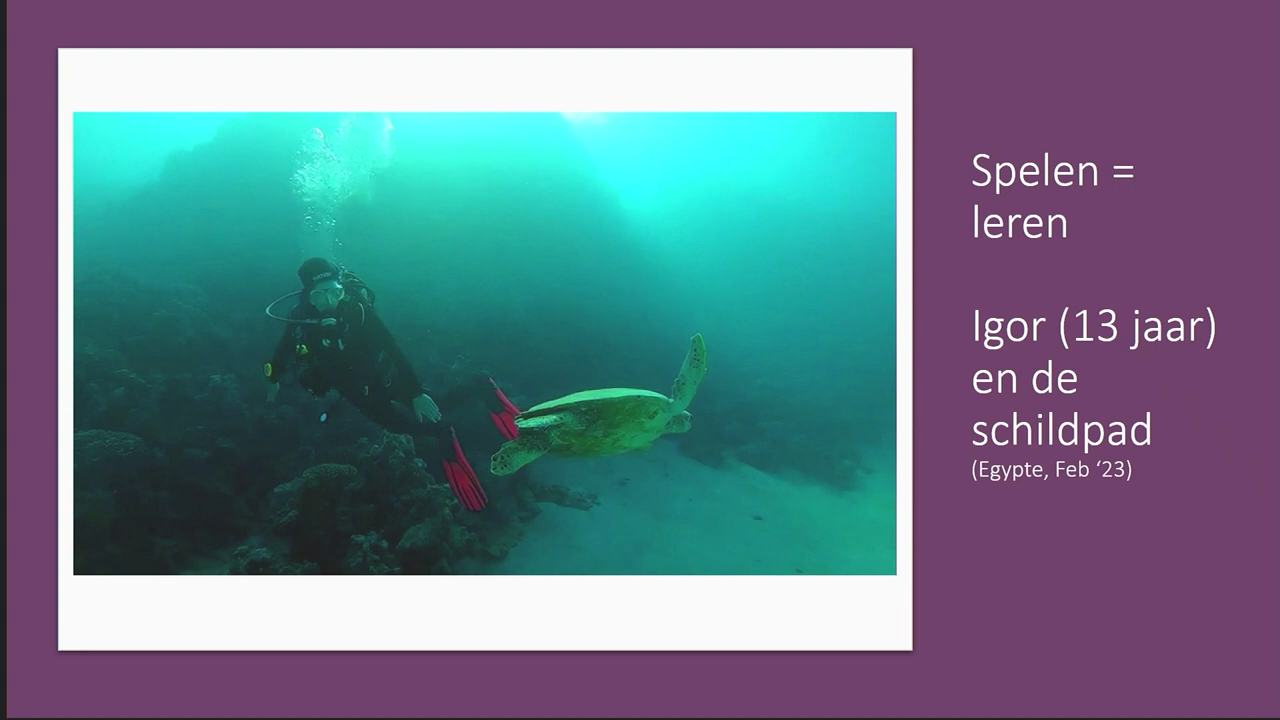 Spelen =
leren
Igor (13 jaar)
en de
schildpad
(Egypte, Feb ‘23)